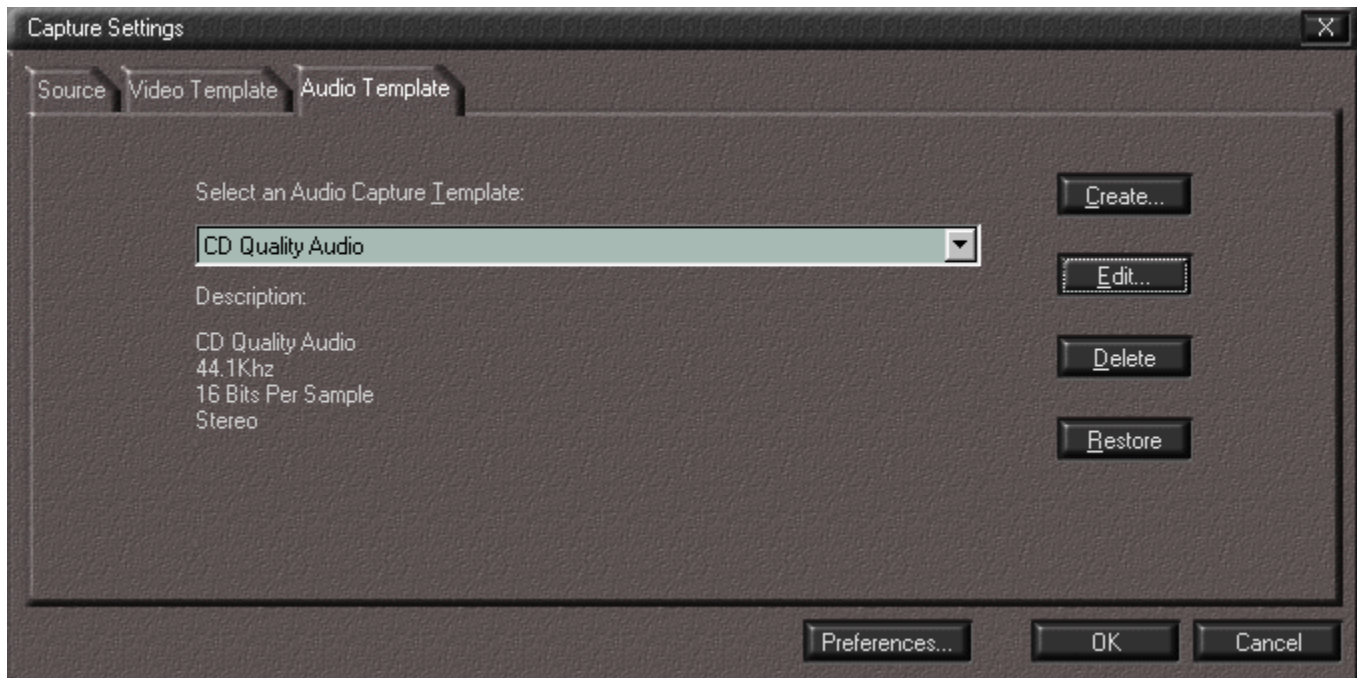 Capture Settings
X
Source
Video Template
Audio Template
Select an Audio Capture Template:
Create...
CD Quality Audio
Edit...
Description:
CD Quality Audio
44.1Khz
16 Bits Per Sample
Stereo
Delete
Restore
Preferences...
OK
Cancel